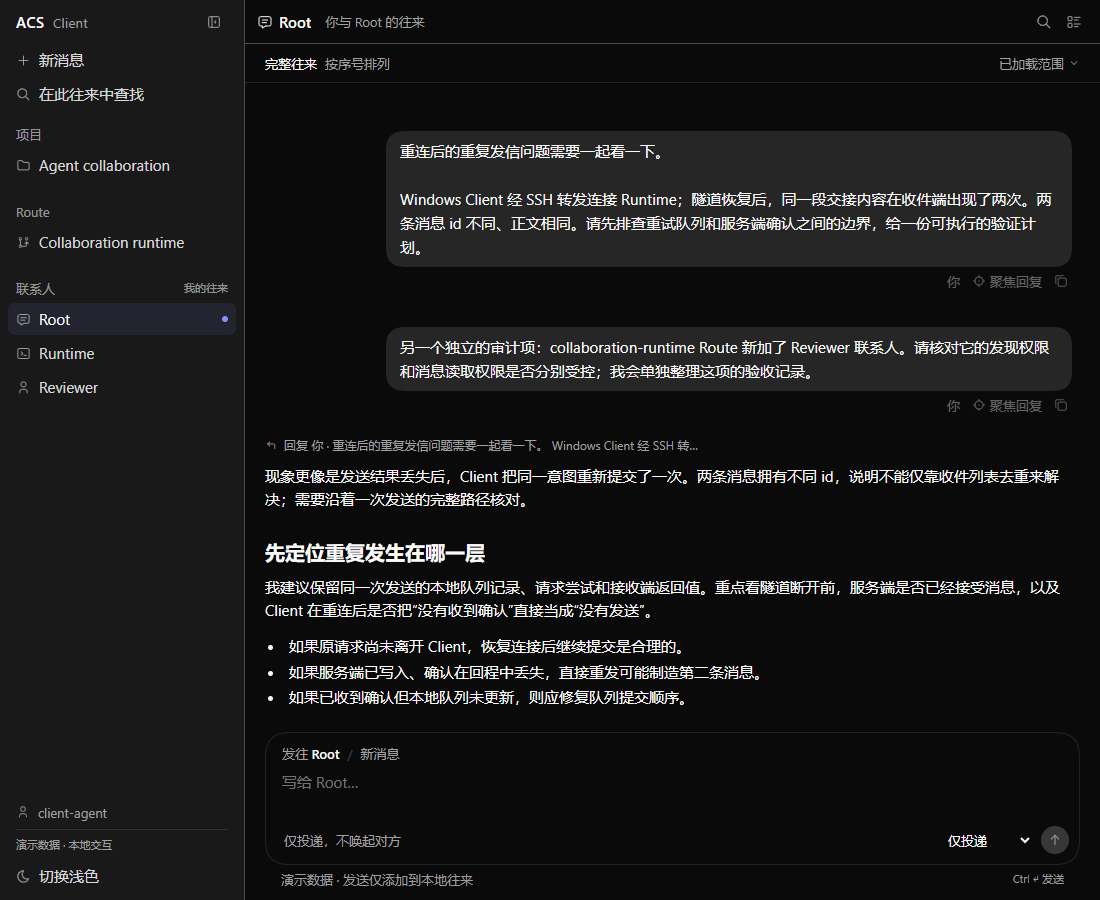 ACS Client
新消息
在此往来中查找
项目
Agent collaboration
Route
Collaboration runtime
联系人 我的往来
Root
Runtime
Reviewer
client-agent
演示数据 · 本地交互
切换浅色
Root 你与 Root 的往来
完整往来 按序号排列 已加载范围
重连后的重复发信问题需要一起看一下。
Windows Client 经 SSH 转发连接 Runtime；隧道恢复后，同一段交接内容在收件端出现了两次。两
条消息 id 不同、正文相同。请先排查重试队列和服务端确认之间的边界，给一份可执行的验证计
划。
你 聚焦回复
另一个独立的审计项：collaboration-runtime Route 新加了 Reviewer 联系人。请核对它的发现权限
和消息读取权限是否分别受控；我会单独整理这项的验收记录。
你 聚焦回复
回复 你 · 重连后的重复发信问题需要一起看一下。 Windows Client 经 SSH 转...
现象更像是发送结果丢失后，Client 把同一意图重新提交了一次。两条消息拥有不同 id，说明不能仅靠收件列表去重来解
决；需要沿着一次发送的完整路径核对。
先定位重复发生在哪一层
我建议保留同一次发送的本地队列记录、请求尝试和接收端返回值。重点看隧道断开前，服务端是否已经接受消息，以及
Client 在重连后是否把“没有收到确认”直接当成“没有发送”。
• 如果原请求尚未离开 Client，恢复连接后继续提交是合理的。
• 如果服务端已写入、确认在回程中丢失，直接重发可能制造第二条消息。
• 如果已收到确认但本地队列未更新，则应修复队列提交顺序。
发往 Root / 新消息
写给 Root...
仅投递，不唤起对方 仅投递
演示数据 · 发送仅添加到本地往来 Ctrl ↵ 发送